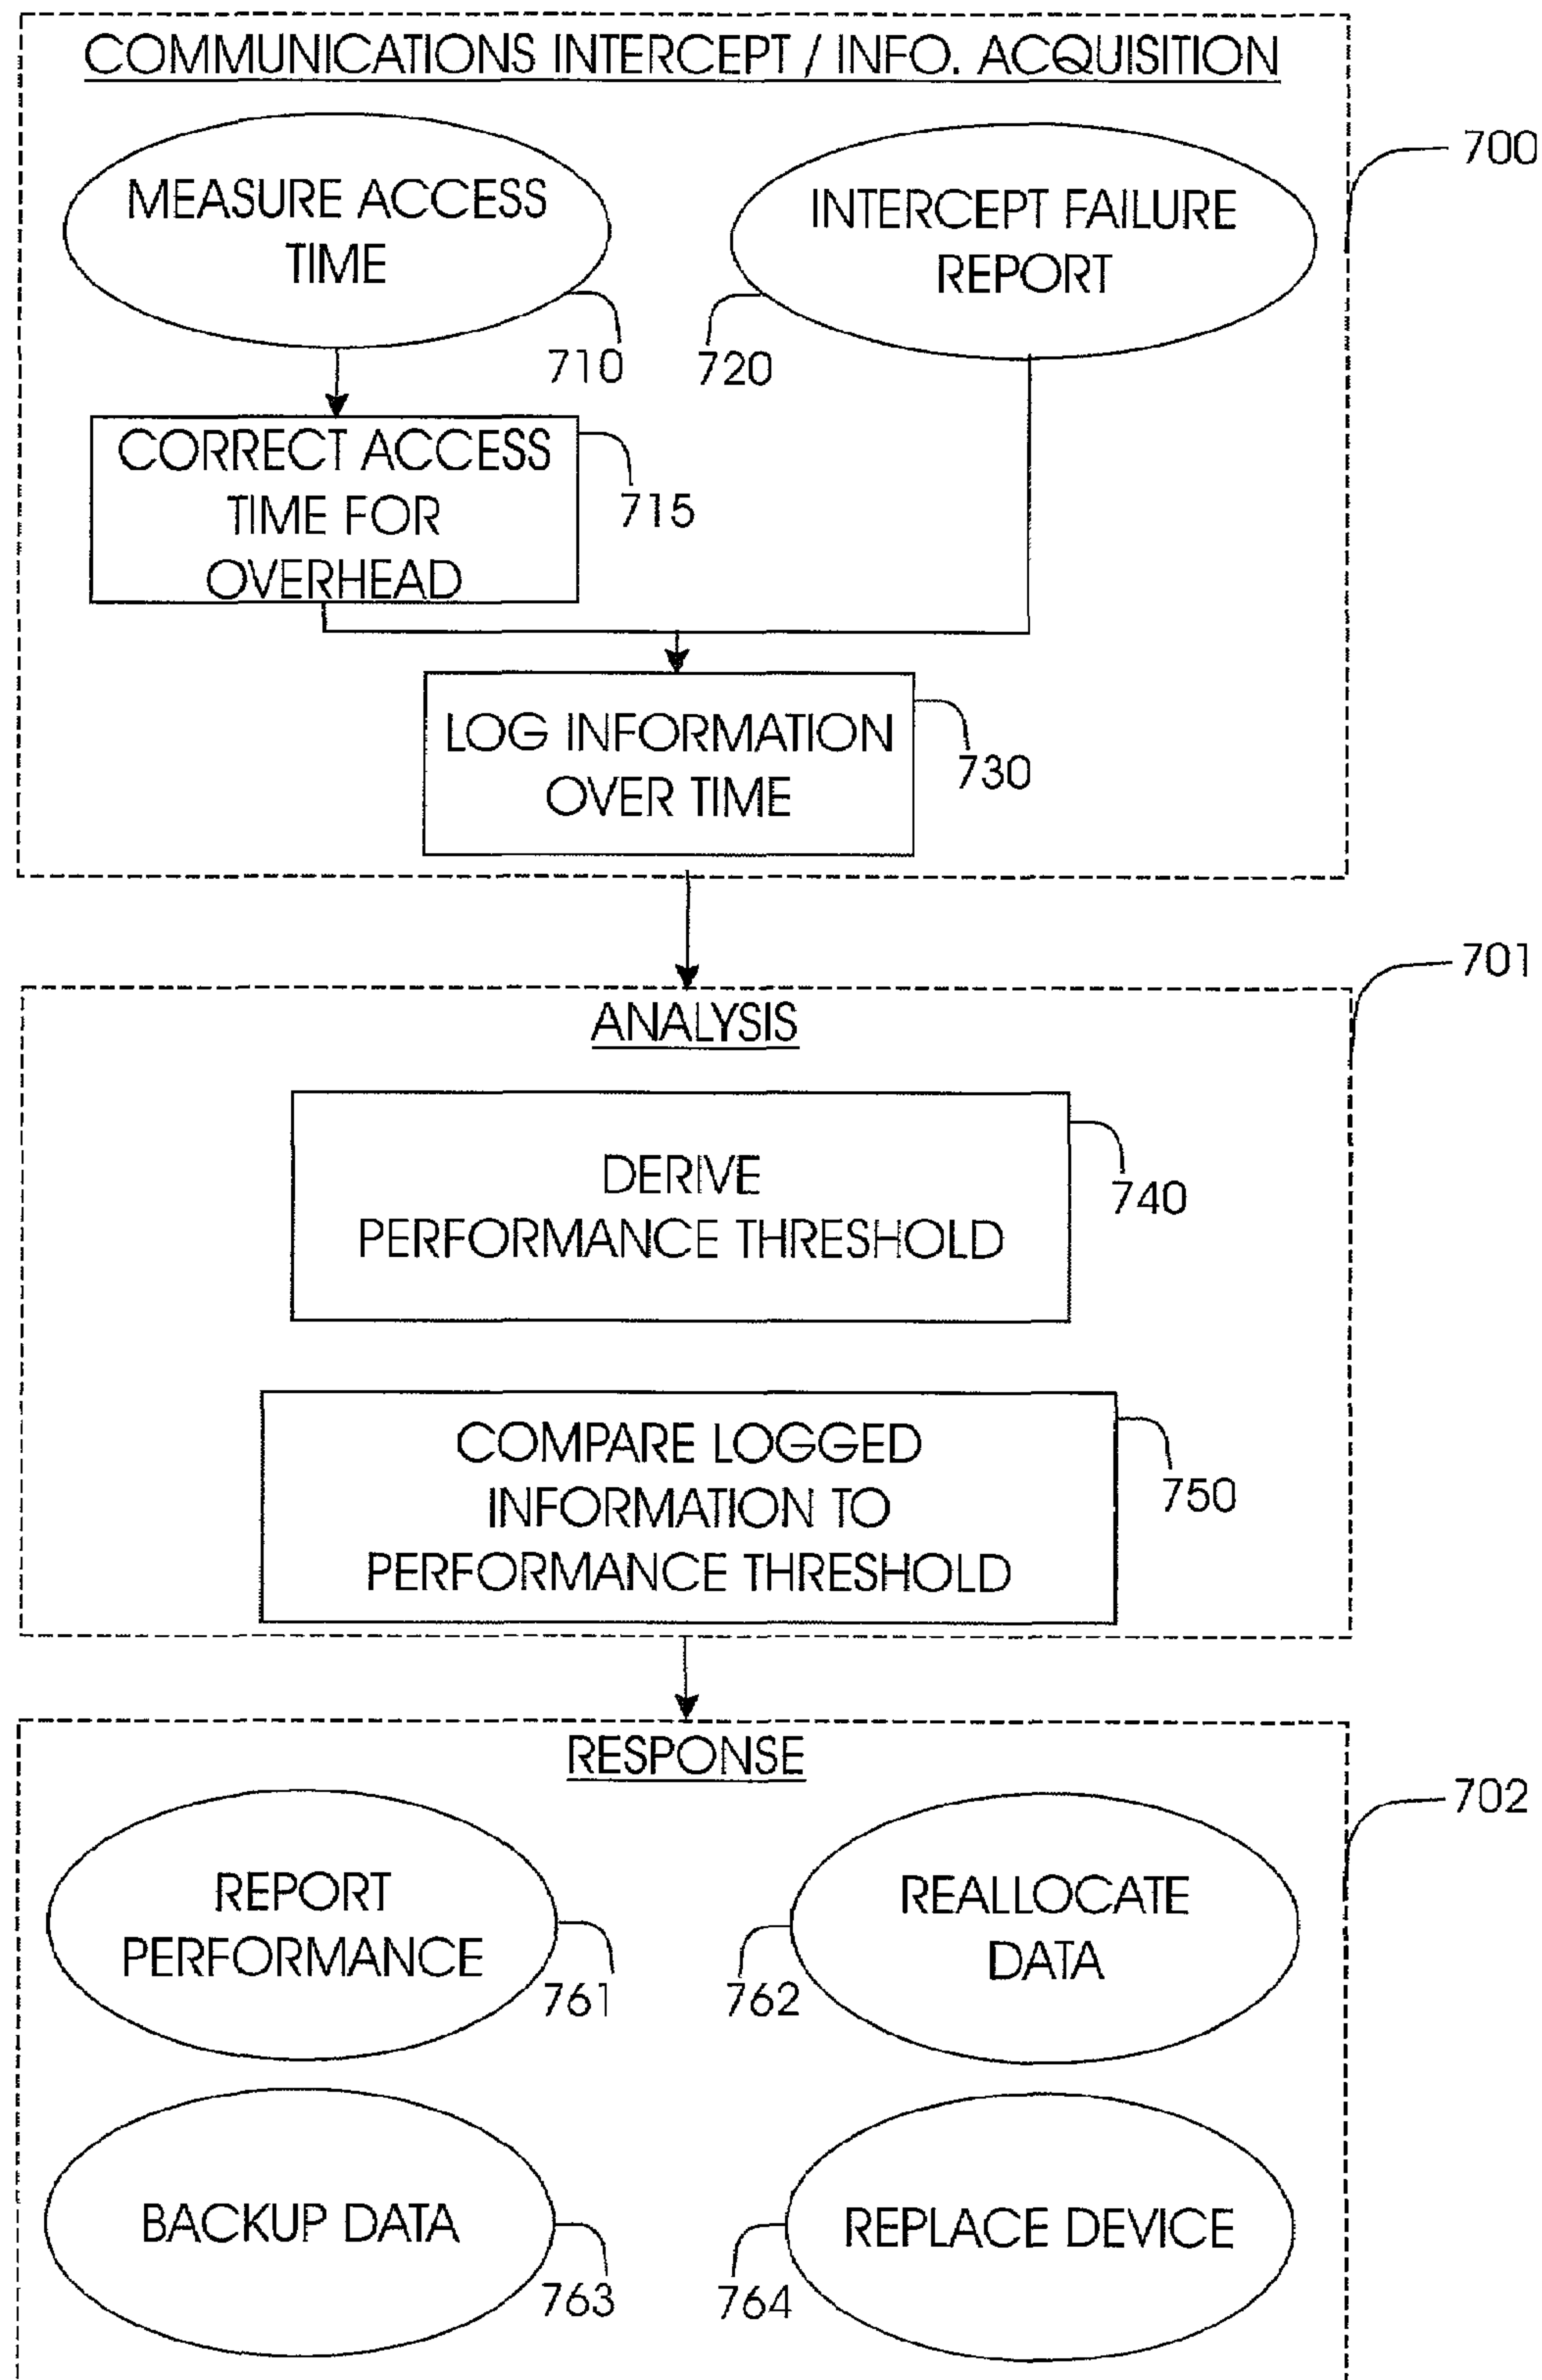 COMMUNICATIONS INTERCEPT / INFO. ACQUISITION
700
MEASURE ACCESS
TIME
710
INTERCEPT FAILURE
REPORT
720
CORRECT ACCESS
TIME FOR
OVERHEAD
715
LOG INFORMATION
OVER TIME
730
701
ANALYSIS
DERIVE
PERFORMANCE THRESHOLD
740
COMPARE LOGGED
INFORMATION TO
PERFORMANCE THRESHOLD
750
RESPONSE
702
REPORT
PERFORMANCE
761
REALLOCATE
DATA
762
BACKUP DATA
763
REPLACE DEVICE
764